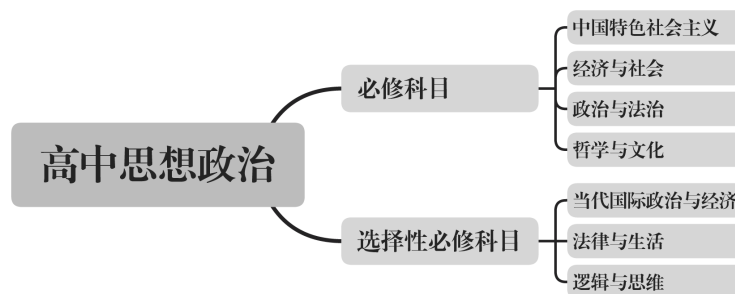 高中思想政治
必修科目
中国特色社会主义
经济与社会
政治与法治
哲学与文化
选择性必修科目
当代国际政治与经济
法律与生活
逻辑与思维